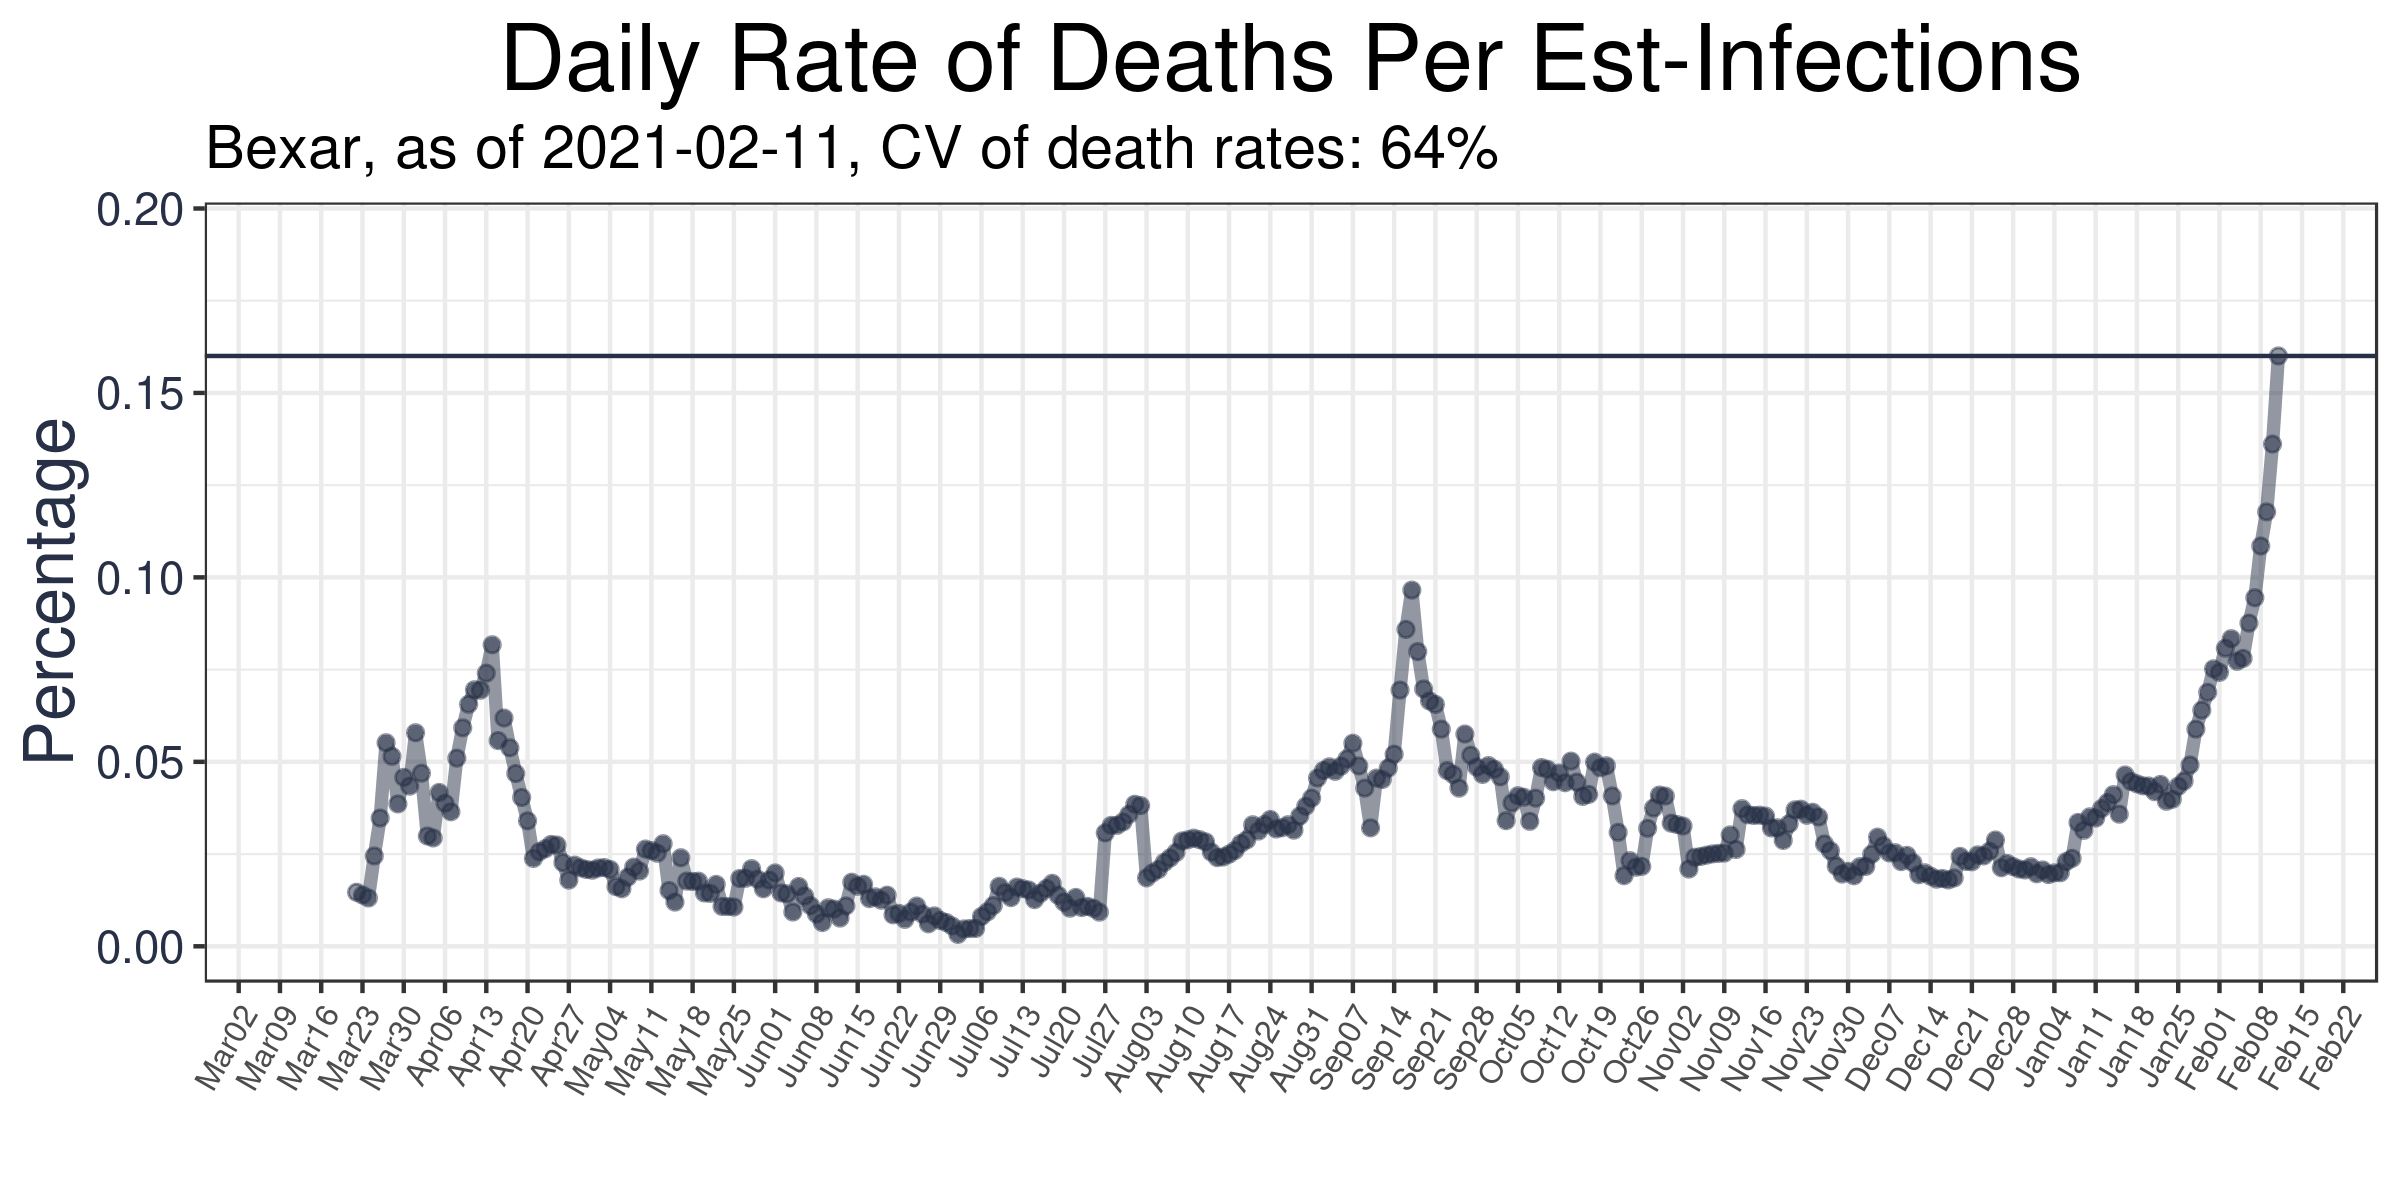 Daily Rate of Deaths Per Est-Infections
Bexar, as of 2021-02-11, CV of death rates: 64%
Percentage
0.20
0.15
0.10
0.05
0.00
Mar02
Mar09
Mar16
Mar23
Mar30
Apr06
Apr13
Apr20
Apr27
May04
May11
May18
May25
Jun01
Jun08
Jun15
Jun22
Jun29
Jul06
Jul13
Jul20
Jul27
Aug03
Aug10
Aug17
Aug24
Aug31
Sep07
Sep14
Sep21
Sep28
Oct05
Oct12
Oct19
Oct26
Nov02
Nov09
Nov16
Nov23
Nov30
Dec07
Dec14
Dec21
Dec28
Jan04
Jan11
Jan18
Jan25
Feb01
Feb08
Feb15
Feb22